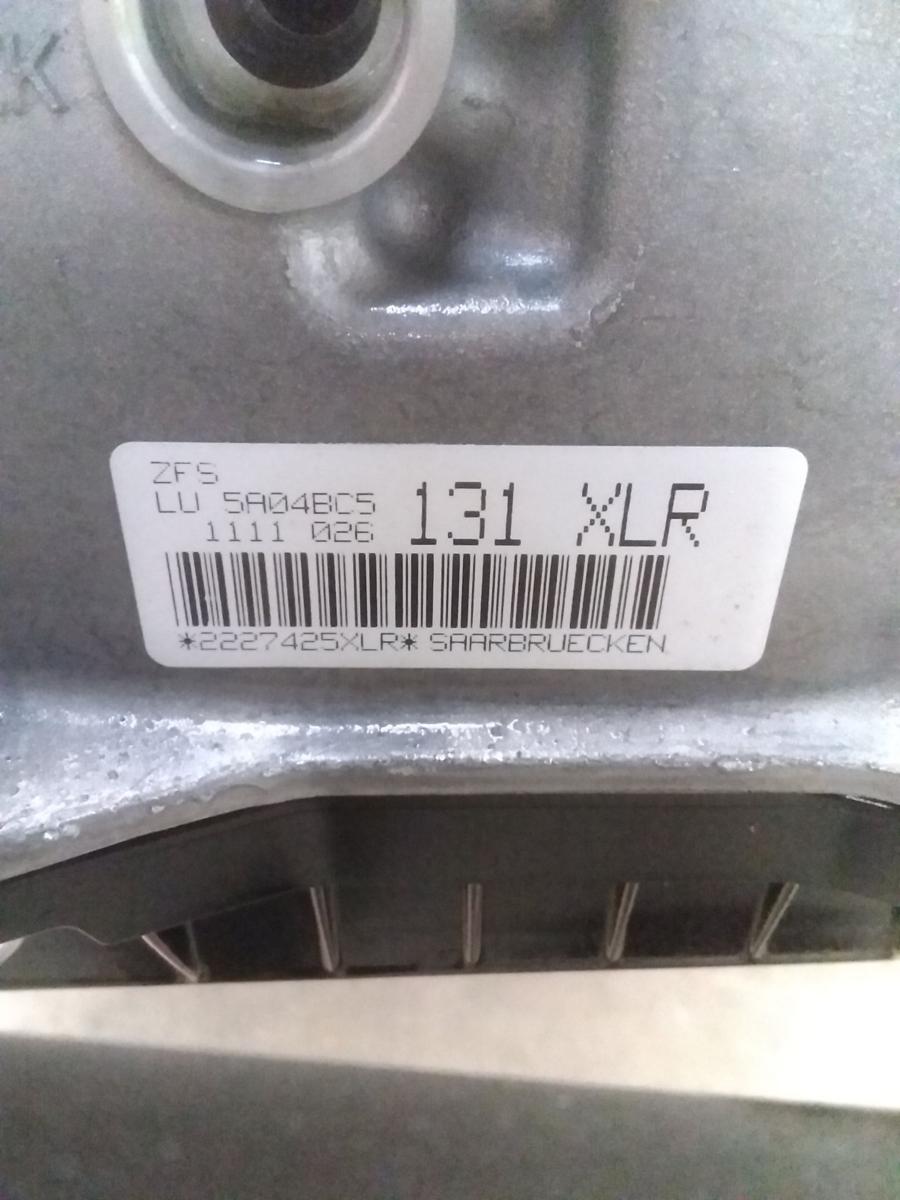 K
ZFS
LU 5A04BC5
1111 026
131 XLR
*2227425XLR* SAARBRUECKEN